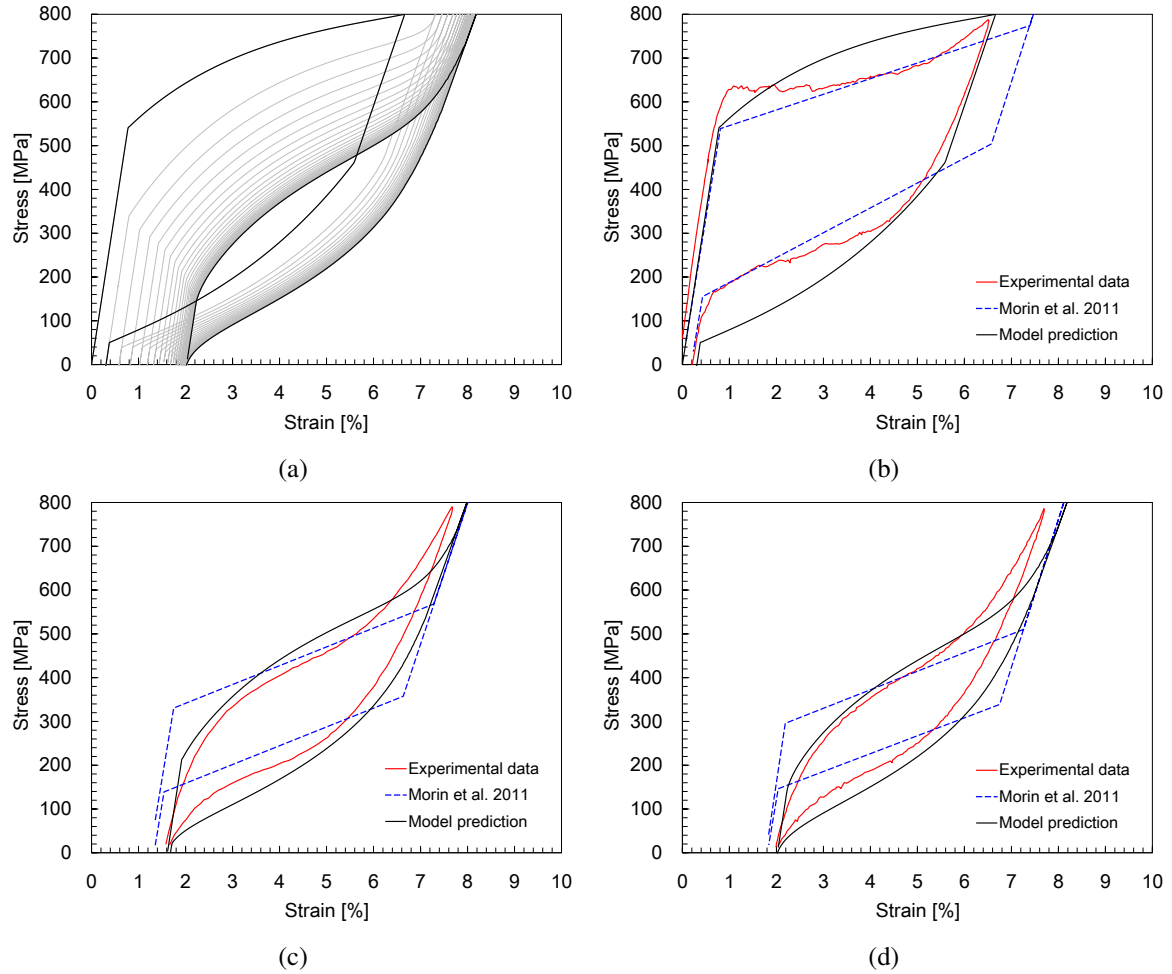 800
700
600
500
400
300
200
100
0
Stress [MPa]
0 1 2 3 4 5 6 7 8 9 10
Strain [%]
(a)
800
700
600
500
400
300
200
100
0
Stress [MPa]
Experimental data
Morin et al. 2011
Model prediction
0 1 2 3 4 5 6 7 8 9 10
Strain [%]
(b)
800
700
600
500
400
300
200
100
0
Stress [MPa]
Experimental data
Morin et al. 2011
Model prediction
0 1 2 3 4 5 6 7 8 9 10
Strain [%]
(c)
800
700
600
500
400
300
200
100
0
Stress [MPa]
Experimental data
Morin et al. 2011
Model prediction
0 1 2 3 4 5 6 7 8 9 10
Strain [%]
(d)